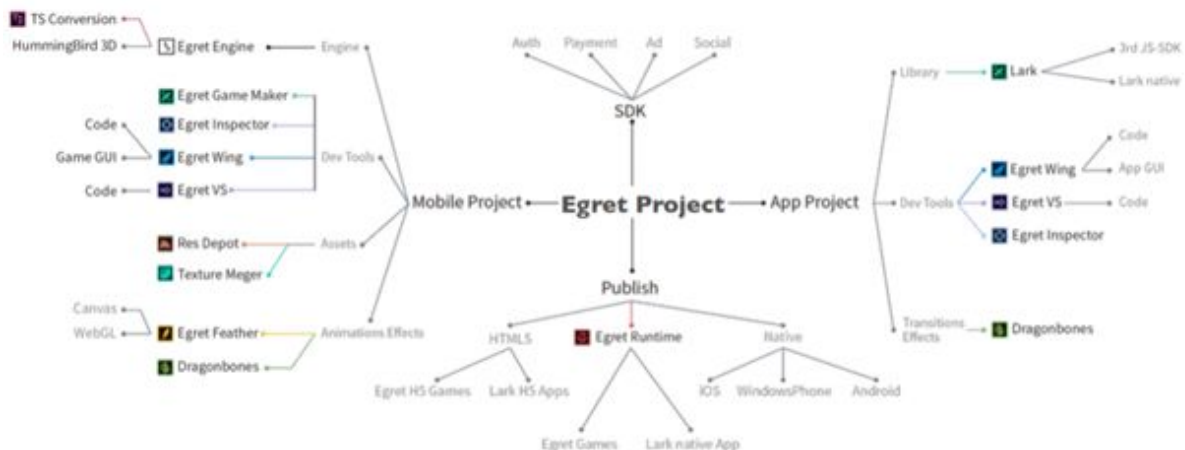 TS Conversion
HummingBird 3D
Egret Engine
Engine
Egret Game Maker
Egret Inspector
Code
Game GUI
Egret Wing
Dev Tools
Code
Egret VS
Mobile Project
Res Depot
Assets
Texture Meger
Canvas
WebGL
Egret Feather
Animations Effects
Dragonbones
Auth
Payment
Ad
Social
SDK
Egret Project
Publish
HTML5
Egret Runtime
Native
Egret H5 Games
Lark H5 Apps
iOS
WindowsPhone
Android
Egret Games
Lark native App
App Project
Library
Lark
3rd JS-SDK
Lark native
Dev Tools
Egret Wing
Code
App GUI
Egret VS
Code
Egret Inspector
Transitions
Effects
Dragonbones